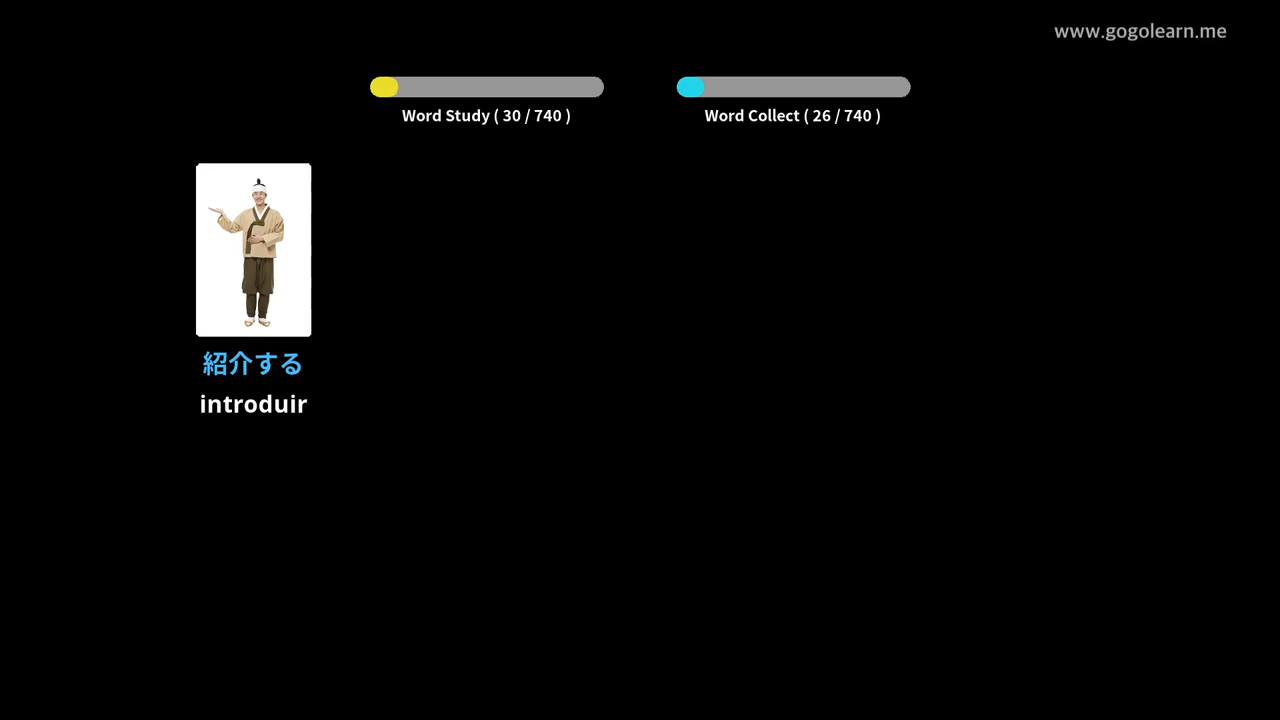 www.gogolearn.me
Word Study ( 30 / 740 )
Word Collect ( 26 / 740 )
紹介する
introduir